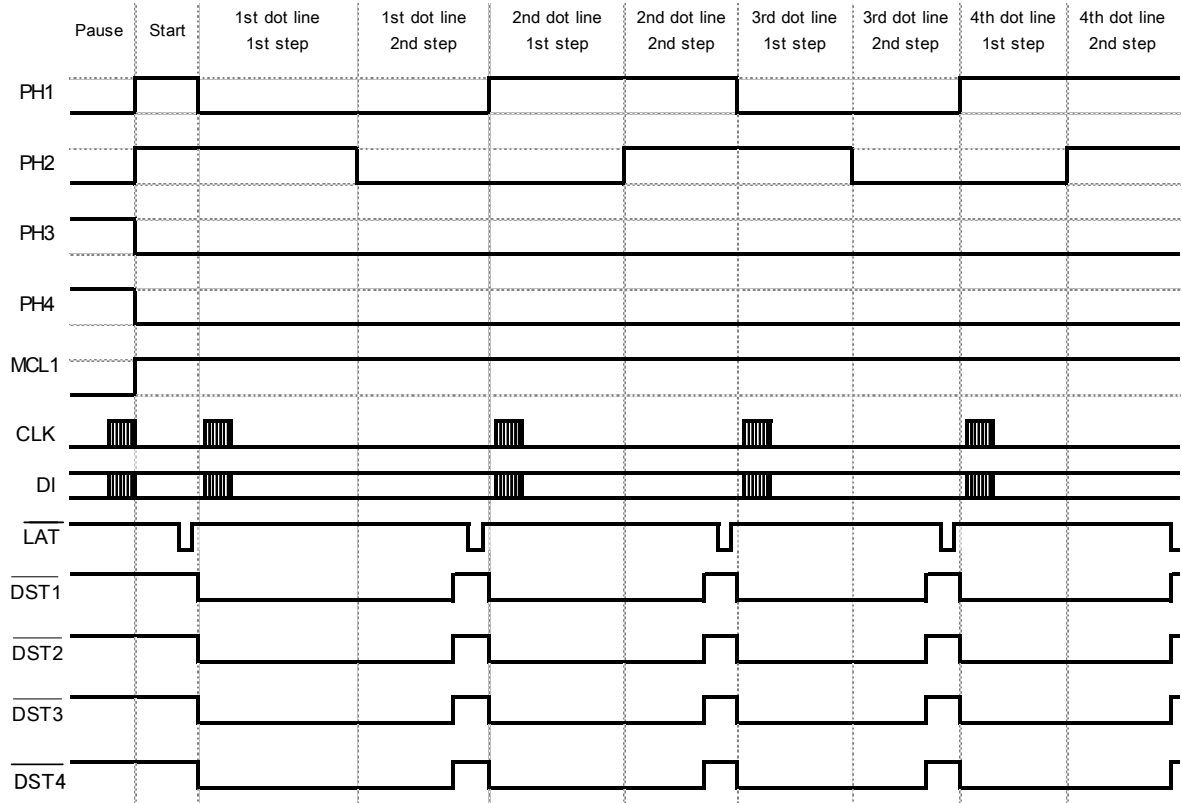 Pause
Start
1st dot line
1st step
1st dot line
2nd step
2nd dot line
1st step
2nd dot line
2nd step
3rd dot line
1st step
3rd dot line
2nd step
4th dot line
1st step
4th dot line
2nd step
PH1
PH2
PH3
PH4
MCL1
CLK
DI
LAT
DST1
DST2
DST3
DST4